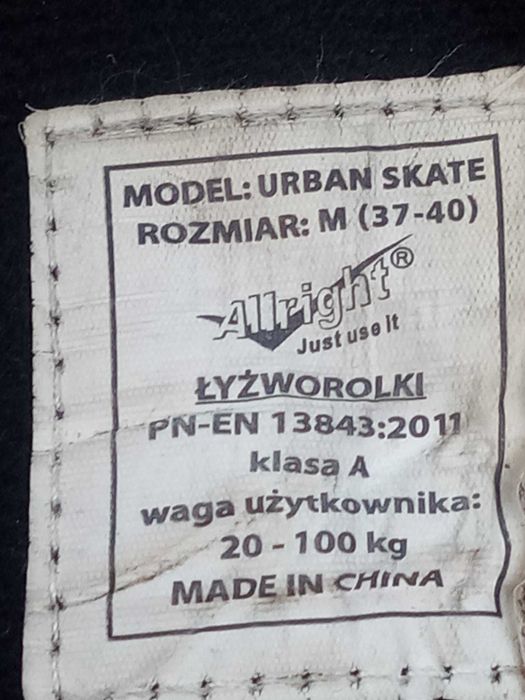 MODEL: URBAN SKATE
ROZMIAR: M (37-40)
Allright®
Just use it
ŁYŻWOROLKI
PN-EN 13843:2011
klasa A
waga użytkownika:
20 - 100 kg
MADE IN CHINA